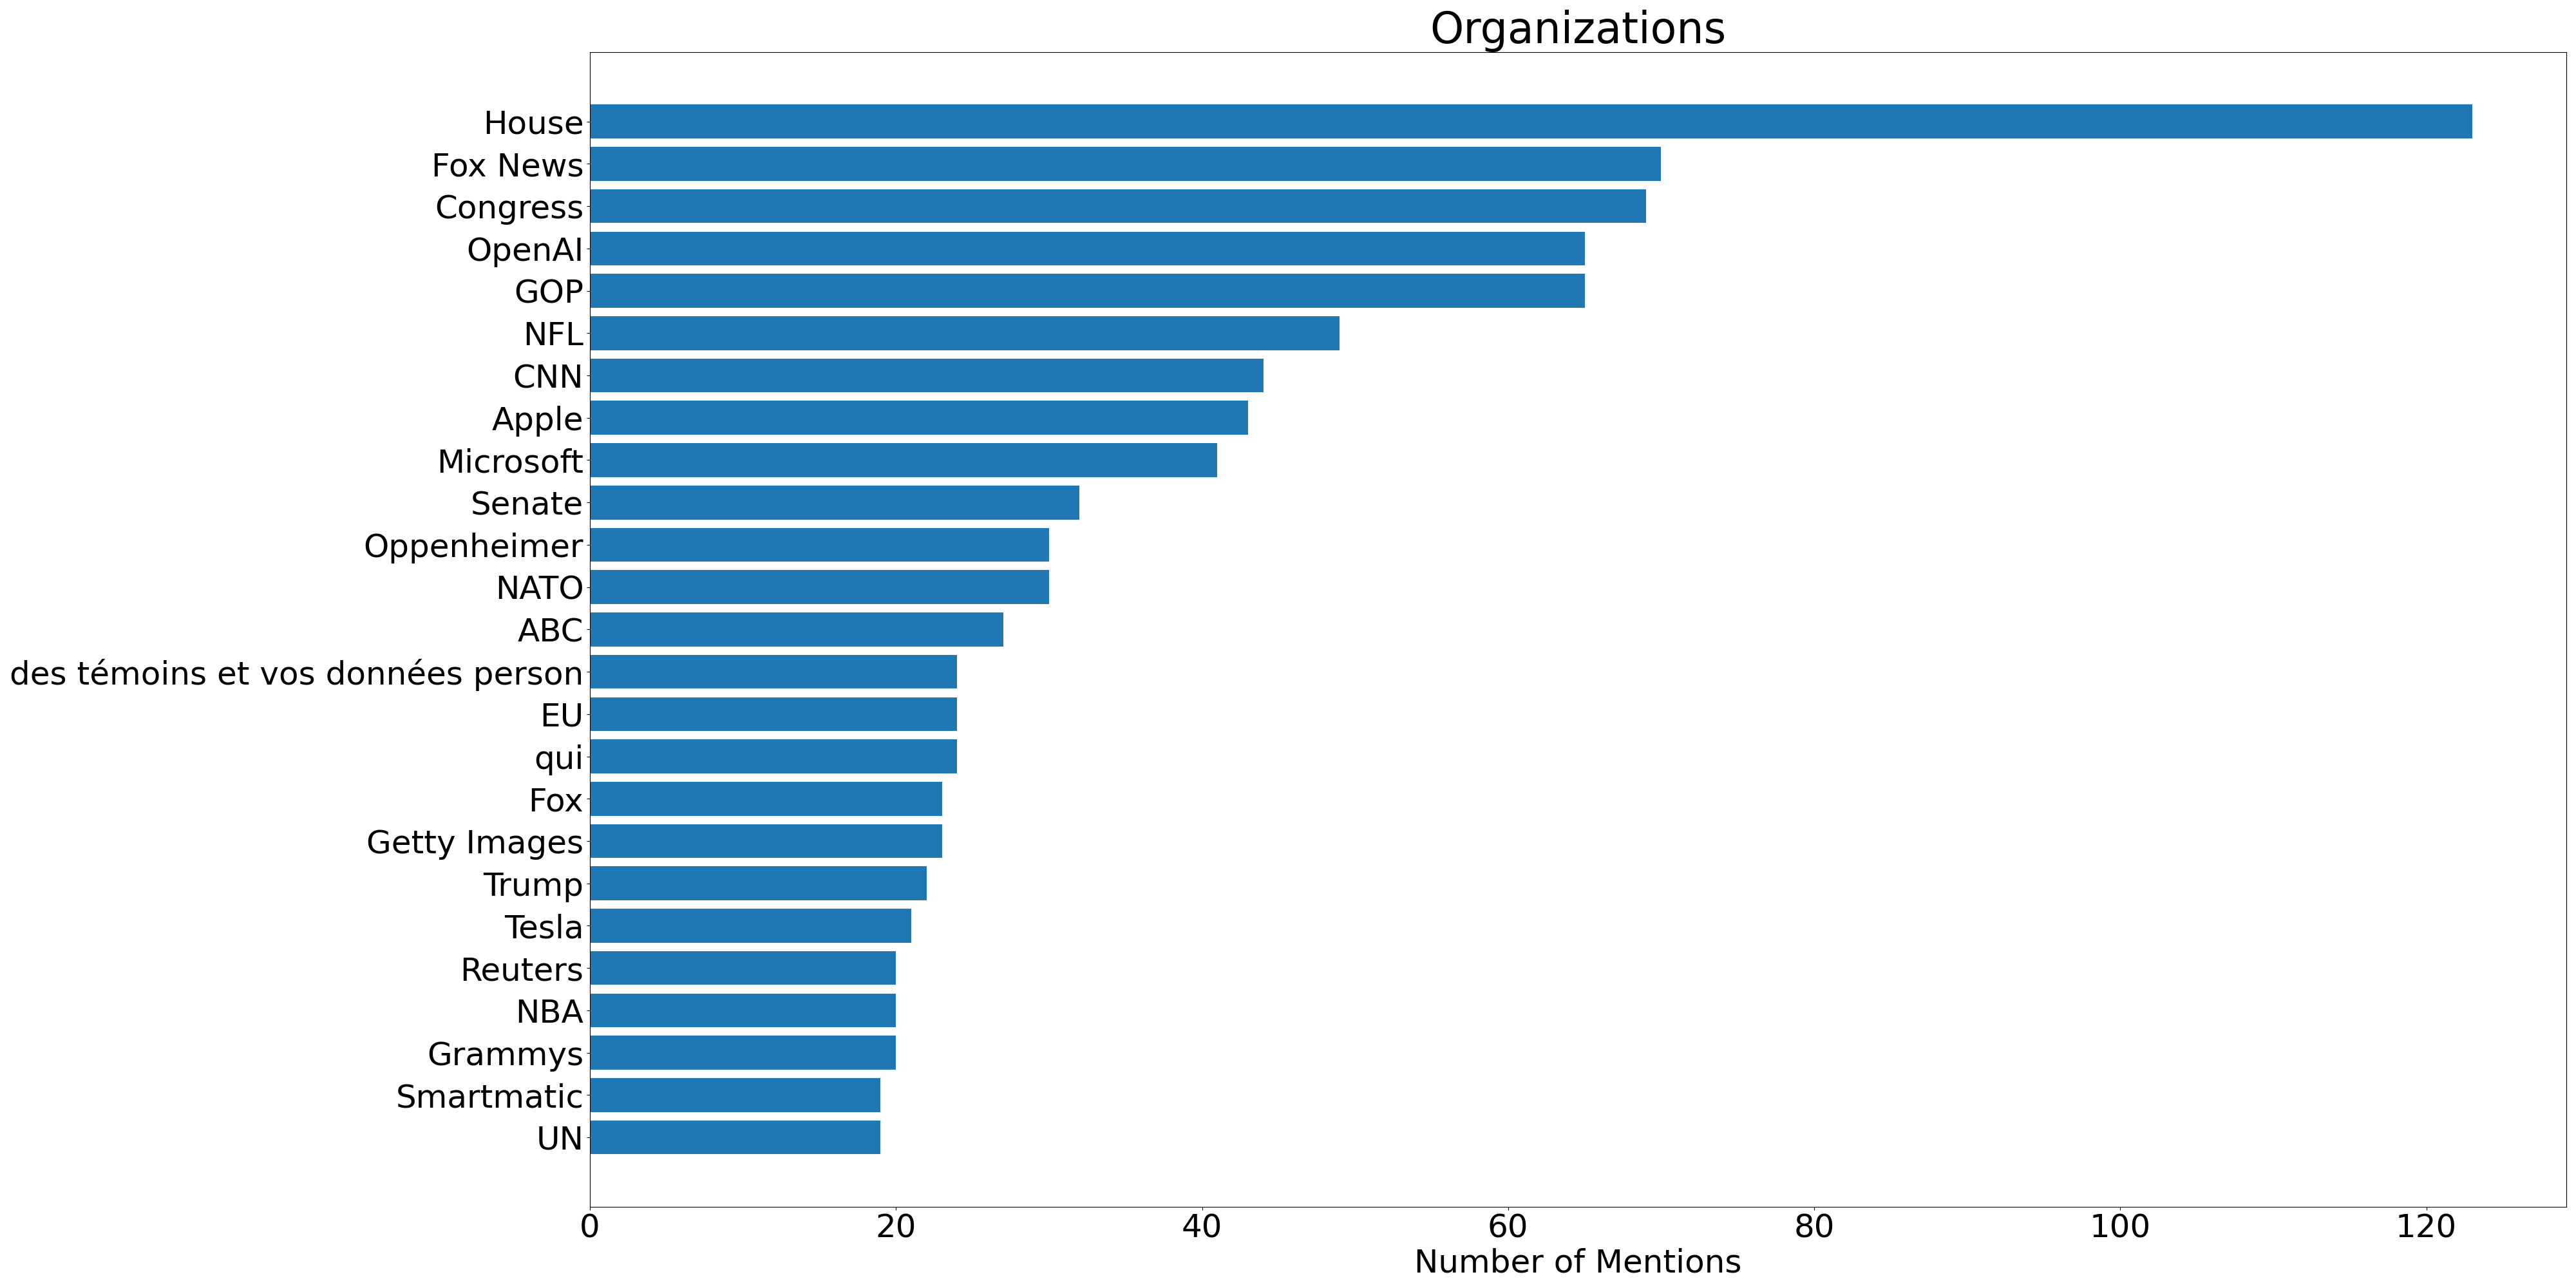 Organizations
House
Fox News
Congress
OpenAI
GOP
NFL
CNN
Apple
Microsoft
Senate
Oppenheimer
NATO
ABC
des témoins et vos données person
EU
qui
Fox
Getty Images
Trump
Tesla
Reuters
NBA
Grammys
Smartmatic
UN
0 20 40 60 80 100 120
Number of Mentions